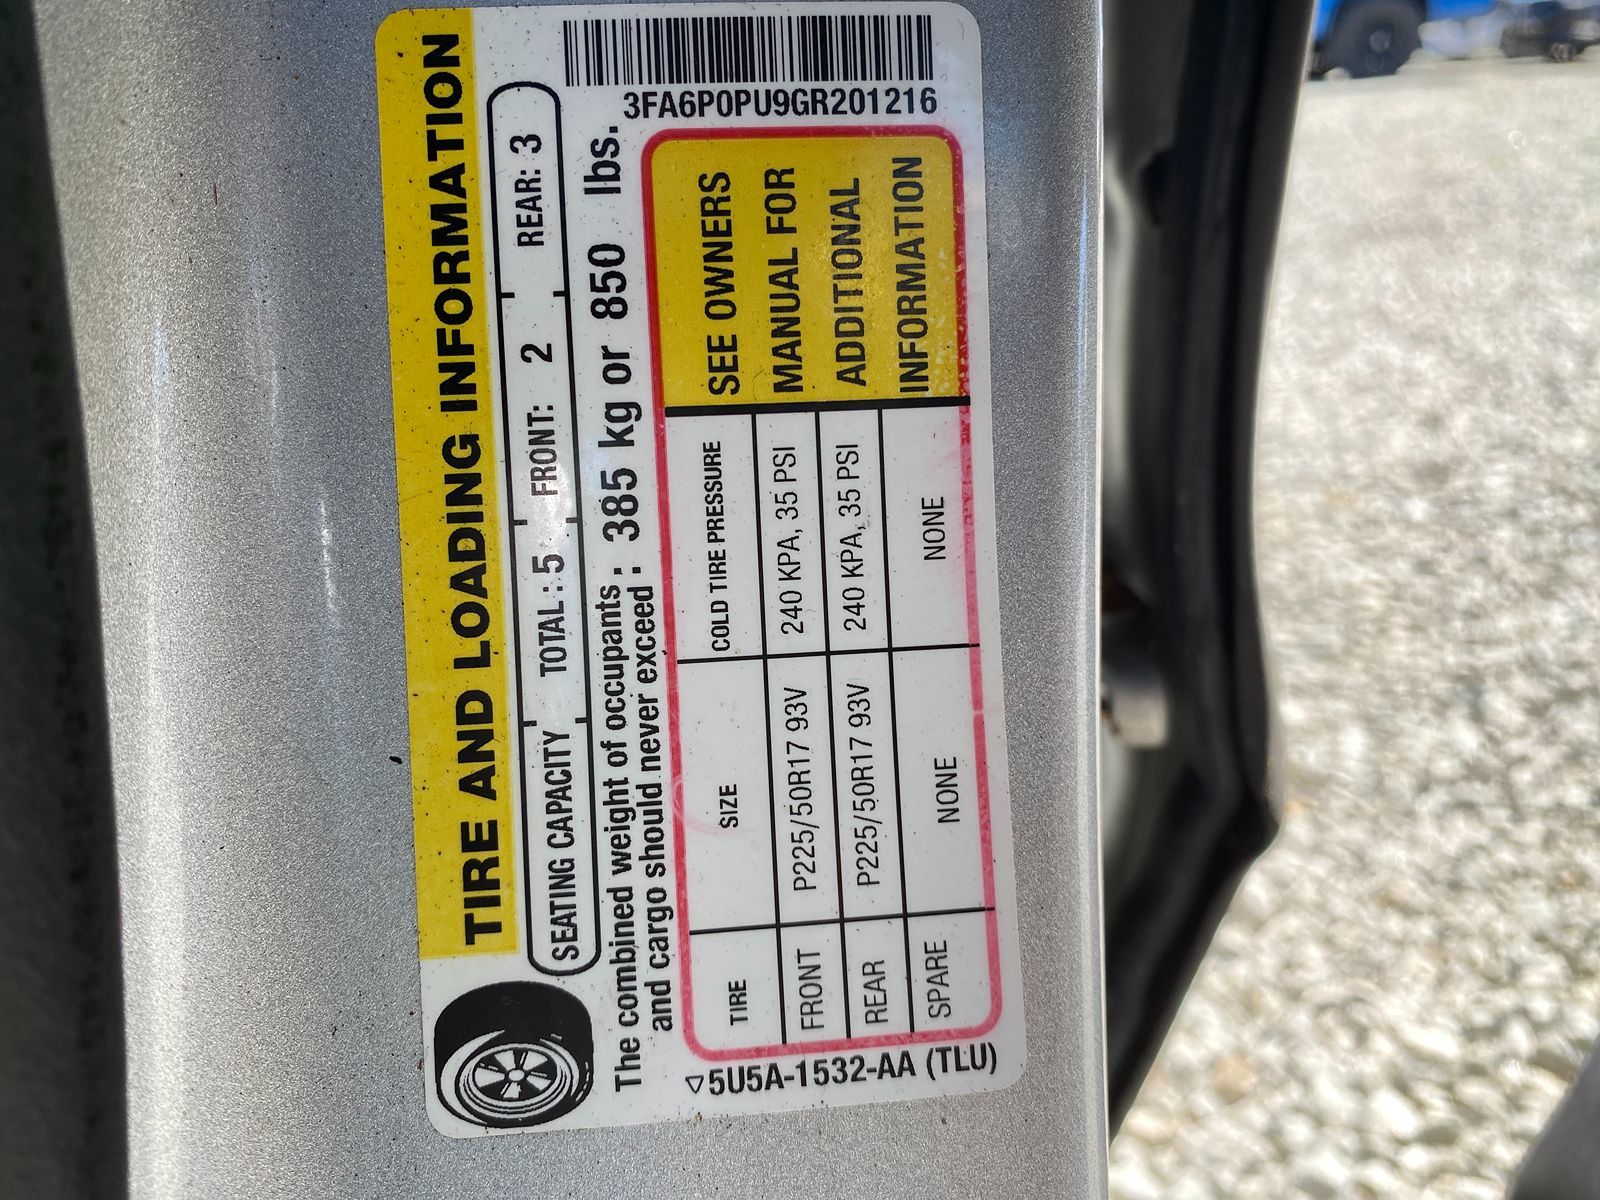 TIRE AND LOADING INFORMATION
SEATING CAPACITY TOTAL : 5 FRONT: 2 REAR: 3
The combined weight of occupants
and cargo should never exceed : 385 kg or 850 lbs.
3FA6P0PU9GR201216
TIRE SIZE COLD TIRE PRESSURE
FRONT P225/50R17 93V 240 KPA, 35 PSI
REAR P225/50R17 93V 240 KPA, 35 PSI
SPARE NONE NONE
SEE OWNERS
MANUAL FOR
ADDITIONAL
INFORMATION
5U5A-1532-AA (TLU)